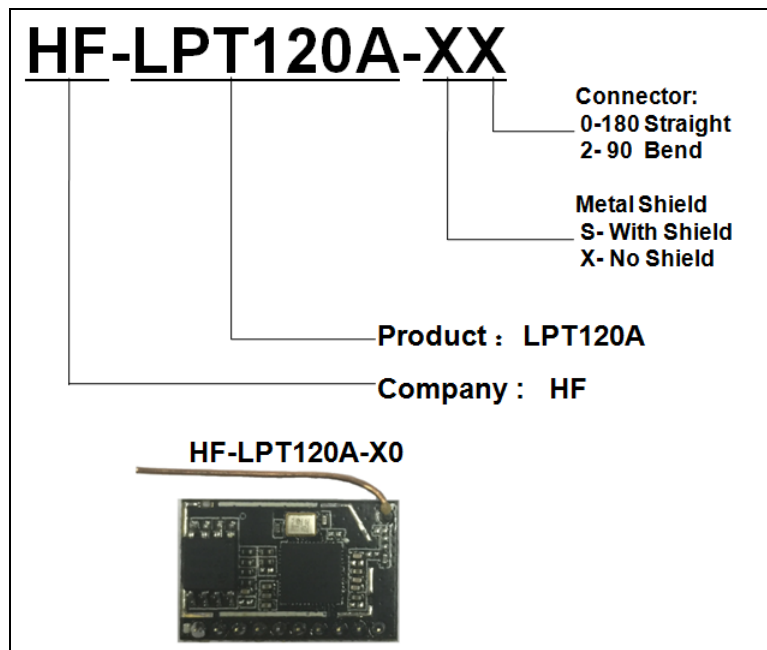 HF-LPT120A-XX
Connector:
0-180 Straight
2- 90 Bend
Metal Shield
S- With Shield
X- No Shield
Product： LPT120A
Company : HF
HF-LPT120A-X0